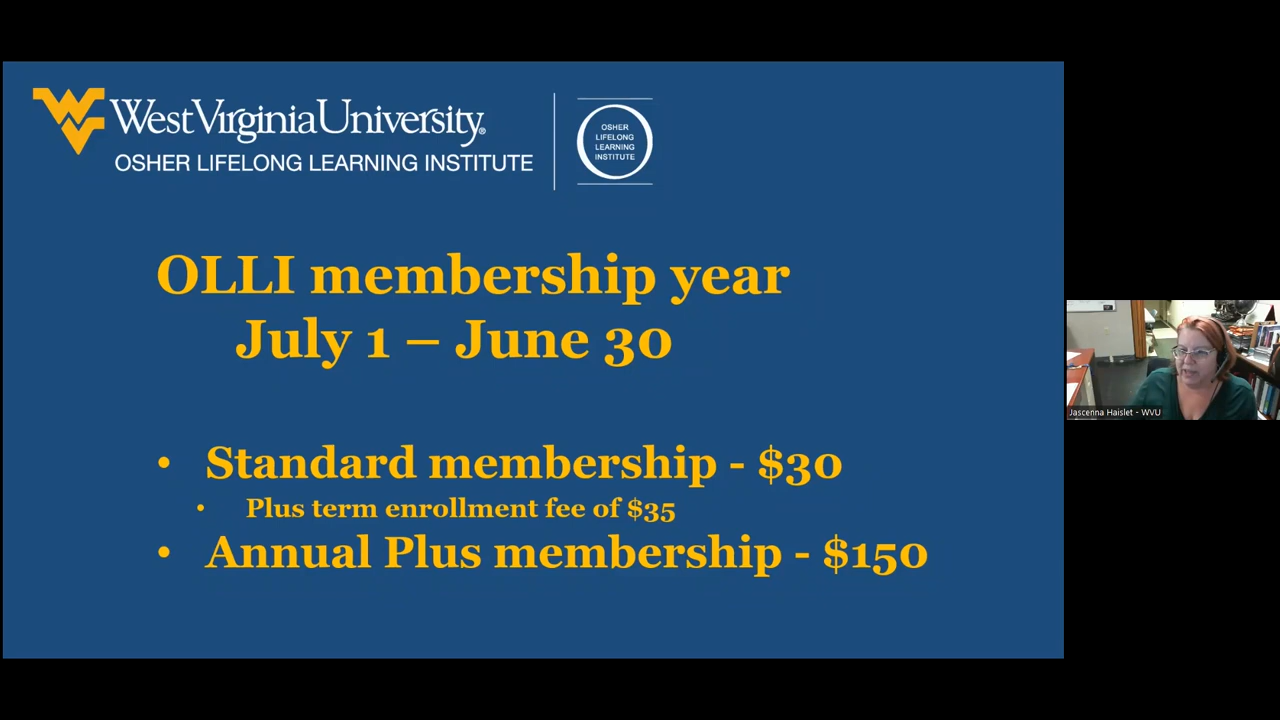 West Virginia University®
OSHER LIFELONG LEARNING INSTITUTE
OSHER
LIFELONG
LEARNING
INSTITUTE
OLLI membership year
July 1 – June 30
• Standard membership - $30
• Plus term enrollment fee of $35
• Annual Plus membership - $150
Jascenna Haislet - WVU